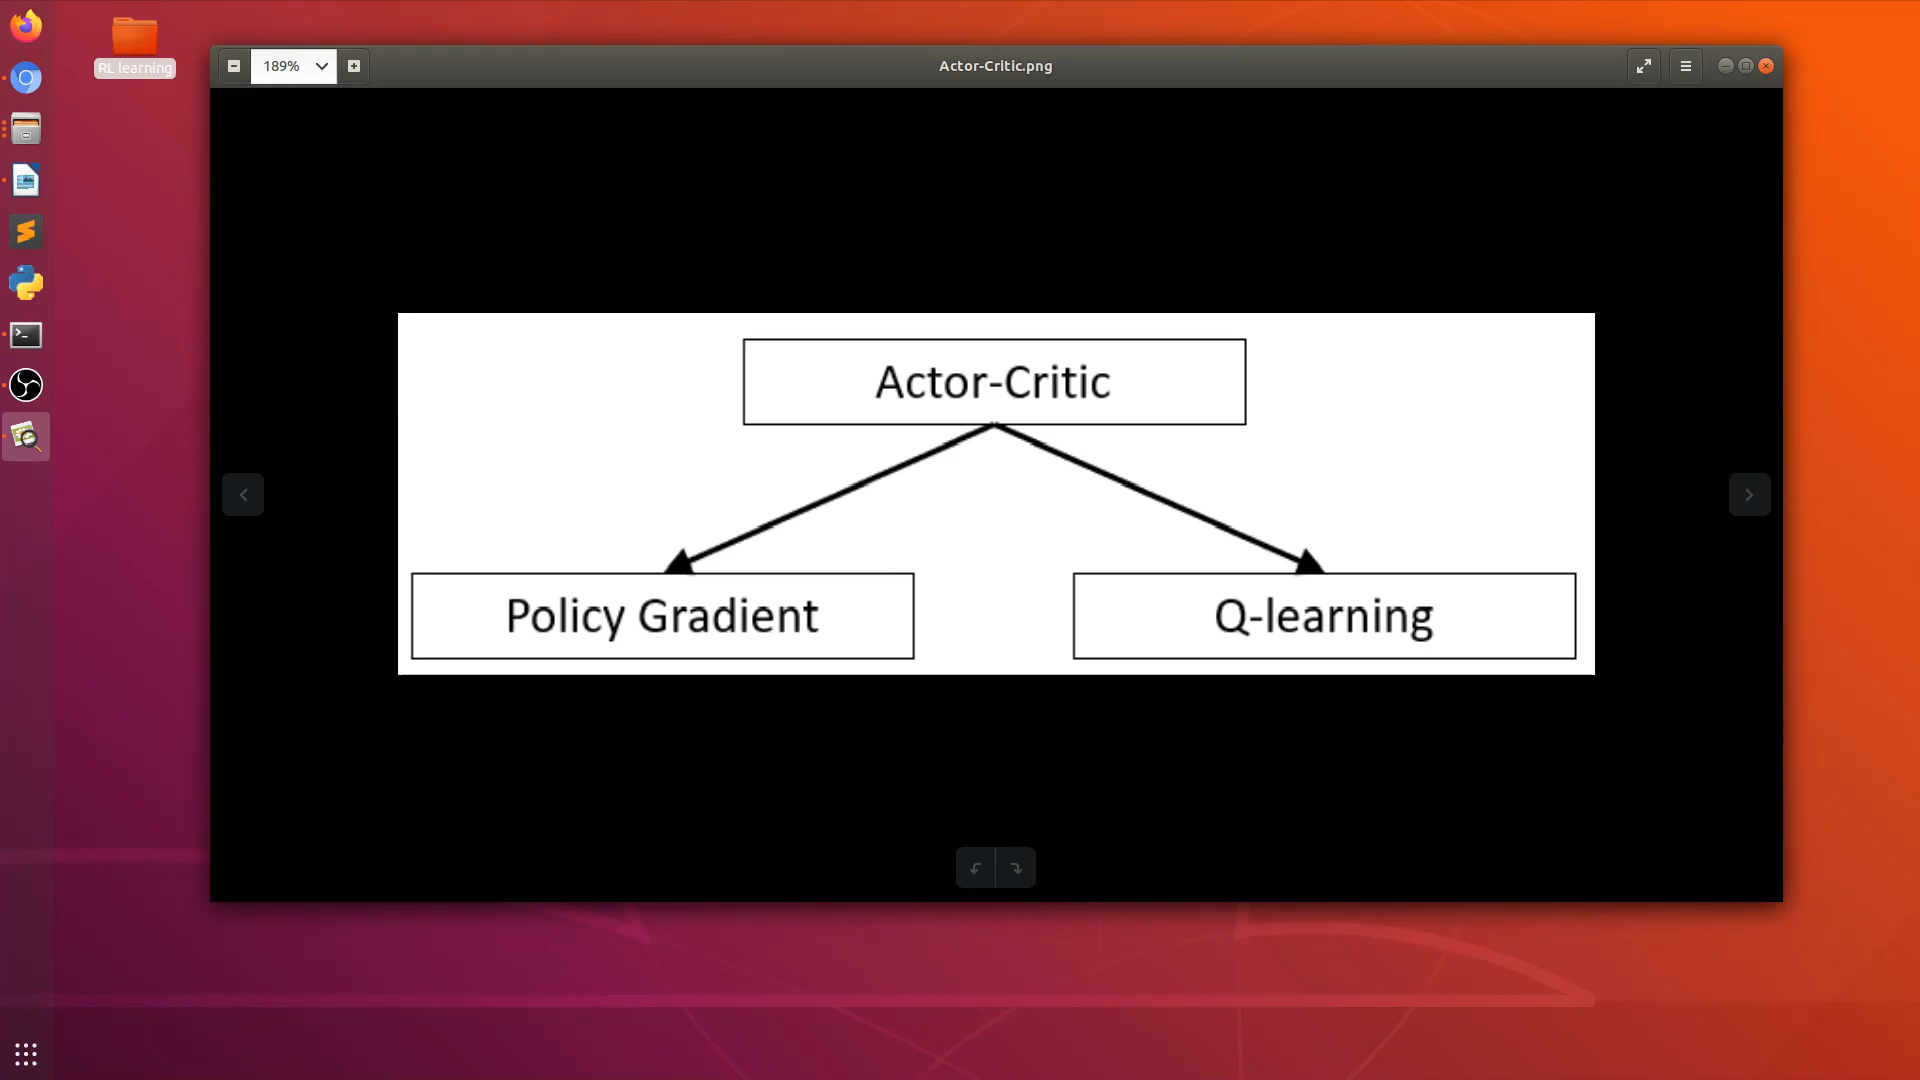 RL learning
189%
Actor-Critic.png
Actor-Critic
Policy Gradient
Q-learning